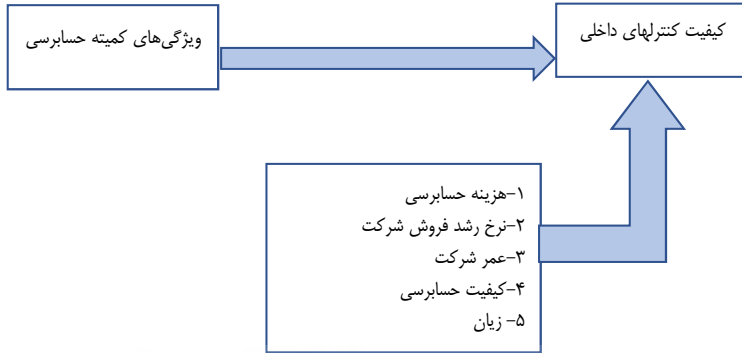 کیفیت کنترلهای داخلی
ویژگی‌های کمیته حسابرسی
۱-هزینه حسابرسی
۲-نرخ رشد فروش شرکت
۳-عمر شرکت
۴-کیفیت حسابرسی
۵- زیان